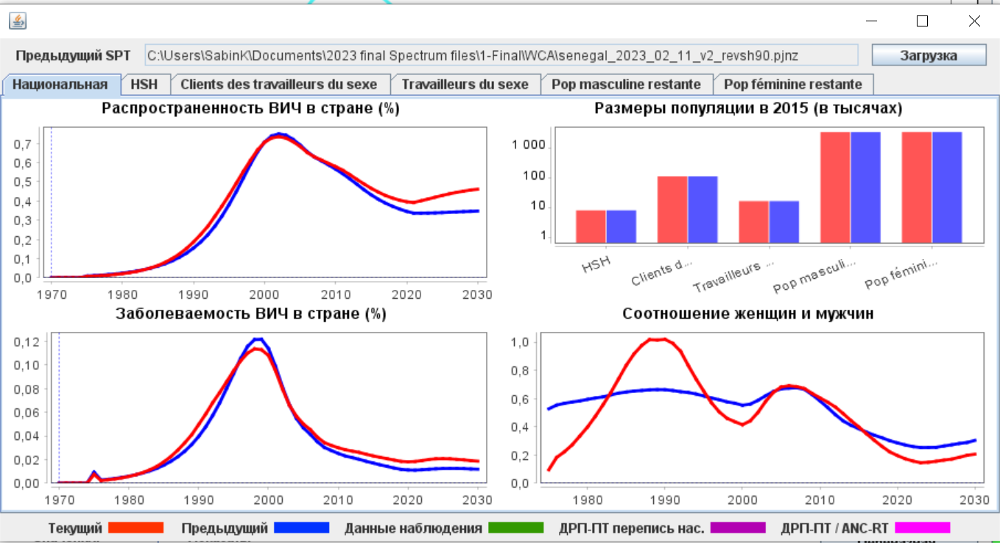 Предыдущий SPT C:\Users\SabinK\Documents\2023 final Spectrum files\1-Final\WCA\senegal_2023_02_11_v2_revsh90.pjnz Загрузка
Национальная HSH Clients des travailleurs du sexe Travailleurs du sexe Pop masculine restante Pop féminine restante
Распространенность ВИЧ в стране (%)
0,7
0,6
0,5
0,4
0,3
0,2
0,1
0,0
1970 1980 1990 2000 2010 2020 2030
Размеры популяции в 2015 (в тысячах)
1 000
100
10
1
HSH Clients d... Travailleurs ... Pop masculi... Pop fémini...
Заболеваемость ВИЧ в стране (%)
0,12
0,10
0,08
0,06
0,04
0,02
0,00
1970 1980 1990 2000 2010 2020 2030
Соотношение женщин и мужчин
1,0
0,8
0,6
0,4
0,2
0,0
1980 1990 2000 2010 2020 2030
Текущий Предыдущий Данные наблюдения ДРП-ПТ перепись нас. ДРП-ПТ / ANC-RT